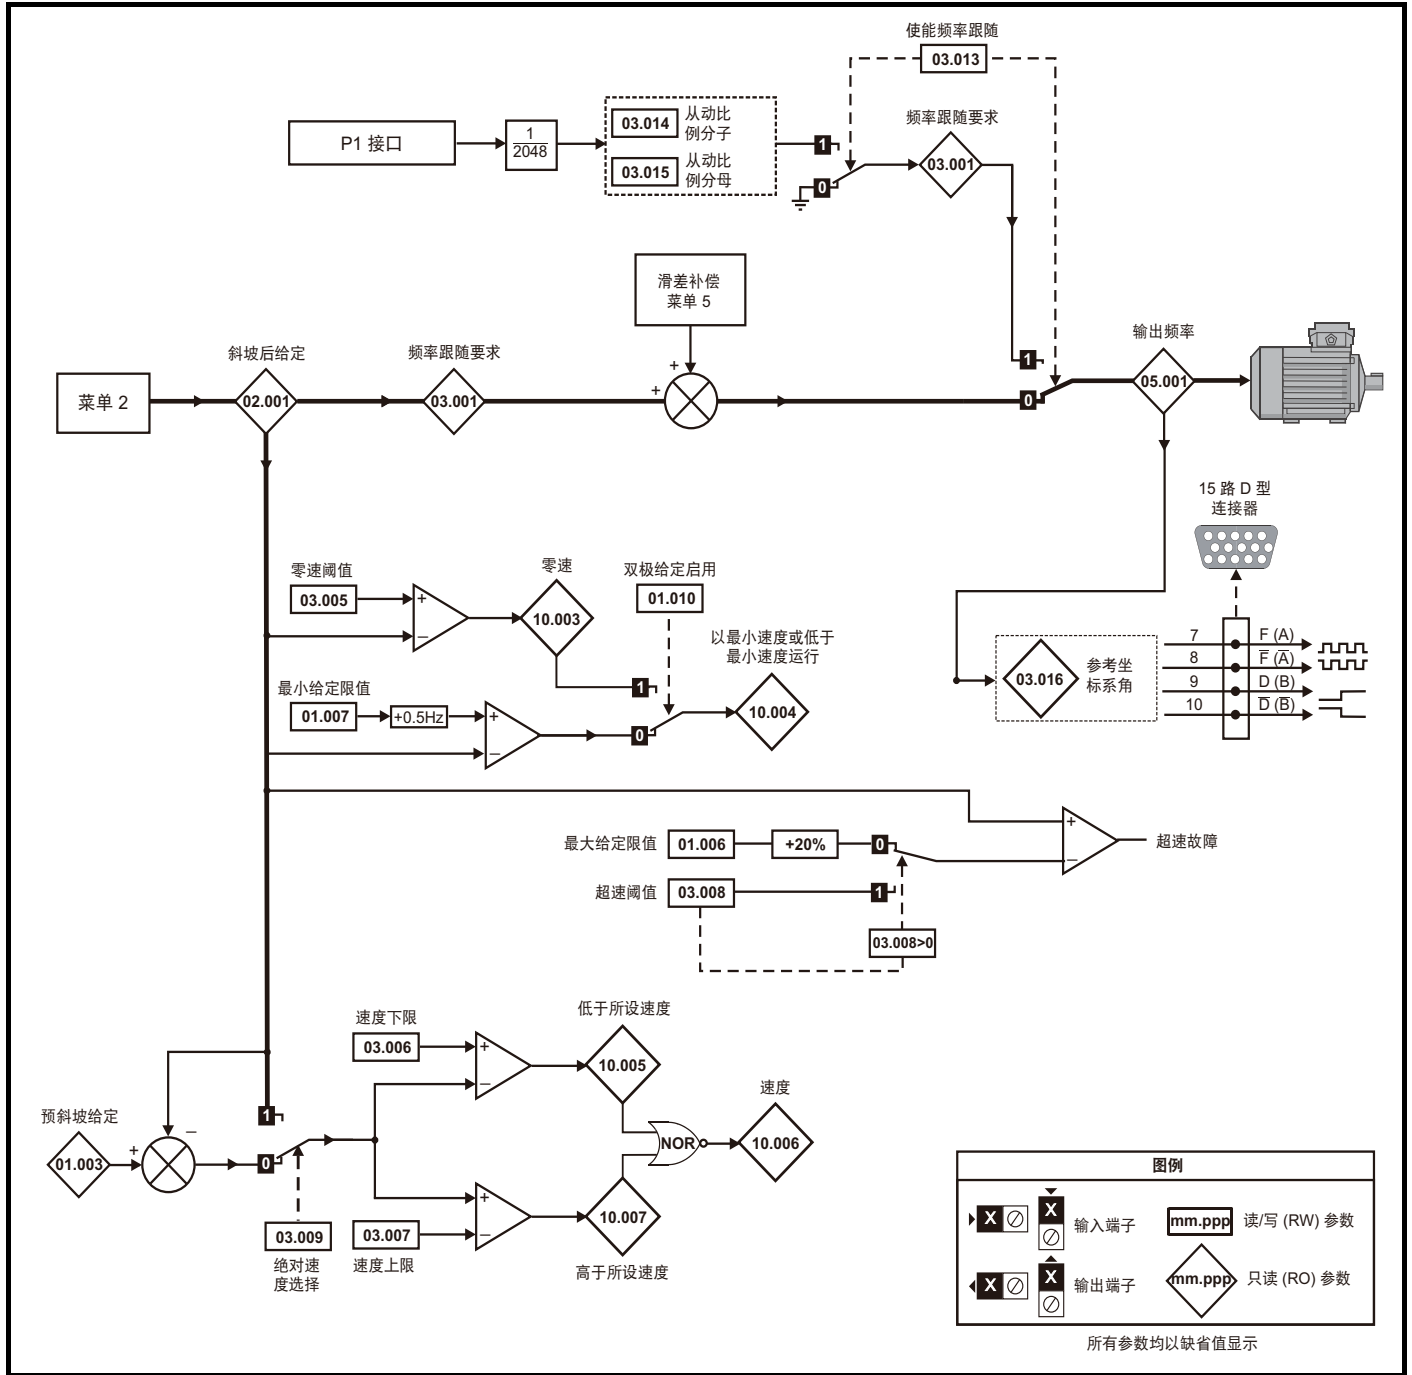 使能频率跟随
03.013
P1 接口
1
2048
03.014
从动比
例分子
03.015
从动比
例分母
1
0
频率跟随要求
03.001
滑差补偿
菜单 5
菜单 2
斜坡后给定
02.001
频率跟随要求
03.001
+
+
1
0
输出频率
05.001
15 路 D 型
连接器
零速阈值
03.005
+
–
零速
10.003
双极给定启用
01.010
以最小速度或低于
最小速度运行
1
0
10.004
最小给定限值
01.007
+0.5Hz
+
–
03.016
参考坐
标系角
7
F (A)
8
F̅ (A̅)
9
D (B)
10
D̅ (B̅)
最大给定限值
01.006
+20%
0
超速阈值
03.008
1
03.008>0
+
–
超速故障
速度下限
03.006
+
–
低于所设速度
10.005
预斜坡给定
01.003
+
–
1
0
03.009
绝对速
度选择
NOR
速度
10.006
+
–
03.007
速度上限
10.007
高于所设速度
图例
X
X
输入端子
mm.ppp
读/写 (RW) 参数
X
X
输出端子
mm.ppp
只读 (RO) 参数
所有参数均以缺省值显示